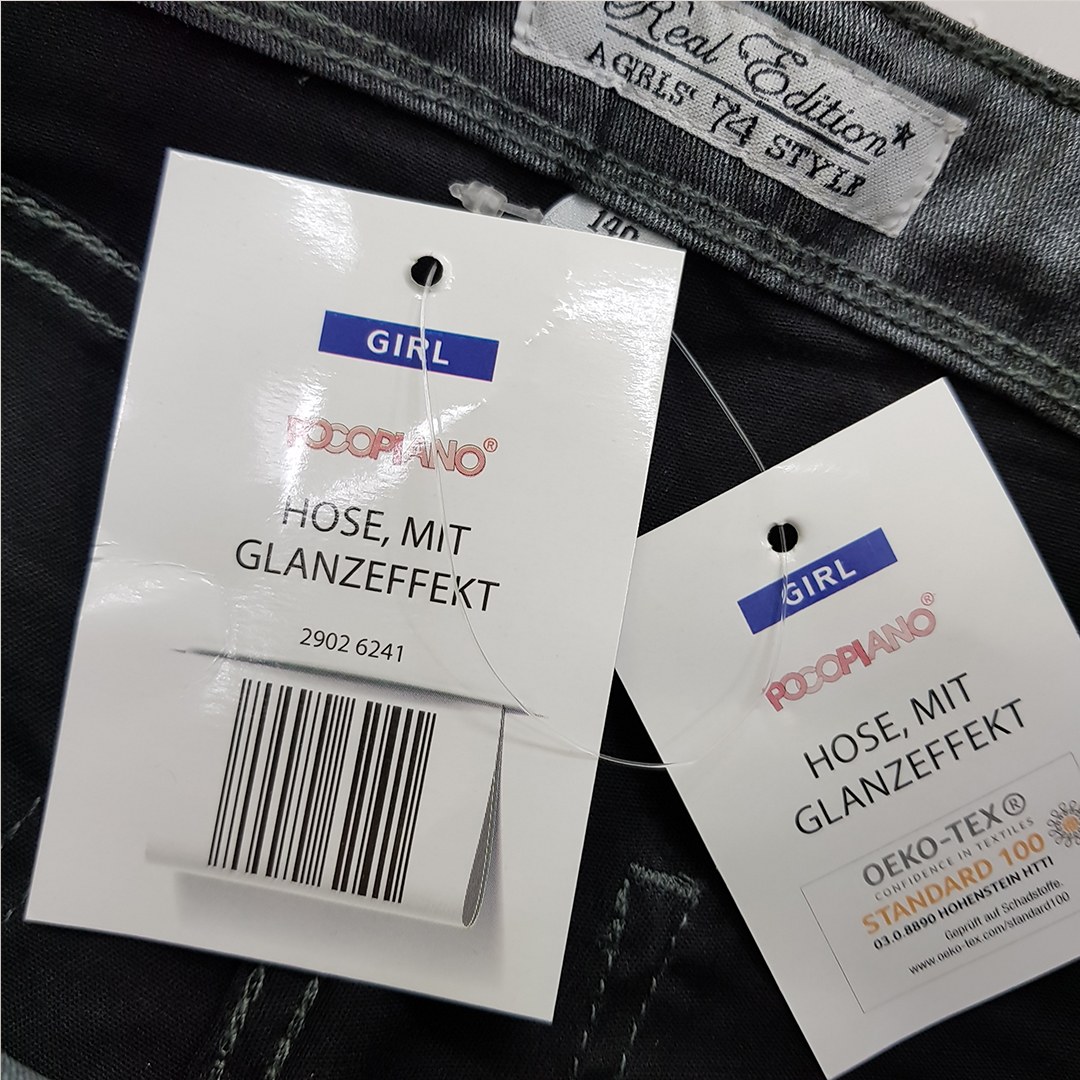 Real Edition*
A GIRLS' 74 STYLE
140
GIRL
POCOPIANO®
HOSE, MIT
GLANZEFFEKT
2902 6241
GIRL
POCOPIANO®
HOSE, MIT
GLANZEFFEKT
OEKO-TEX®
CONFIDENCE IN TEXTILES
STANDARD 100
03.0.8890 HOHENSTEIN HTTI
Geprüft auf Schadstoffe.
www.oeko-tex.com/standard100